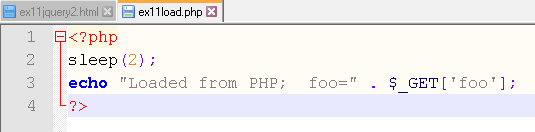 ex11jquery2.html ex11load.php
1 <?php
2 sleep(2);
3 echo "Loaded from PHP;  foo=" . $_GET['foo'];
4 ?>